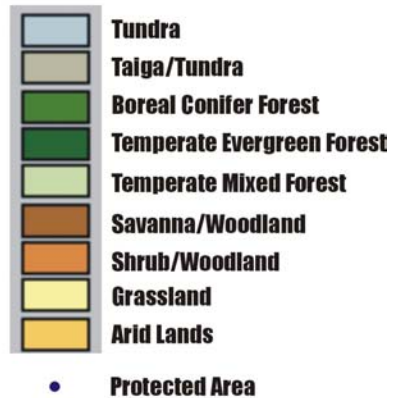 Tundra
Taiga/Tundra
Boreal Conifer Forest
Temperate Evergreen Forest
Temperate Mixed Forest
Savanna/Woodland
Shrub/Woodland
Grassland
Arid Lands
Protected Area